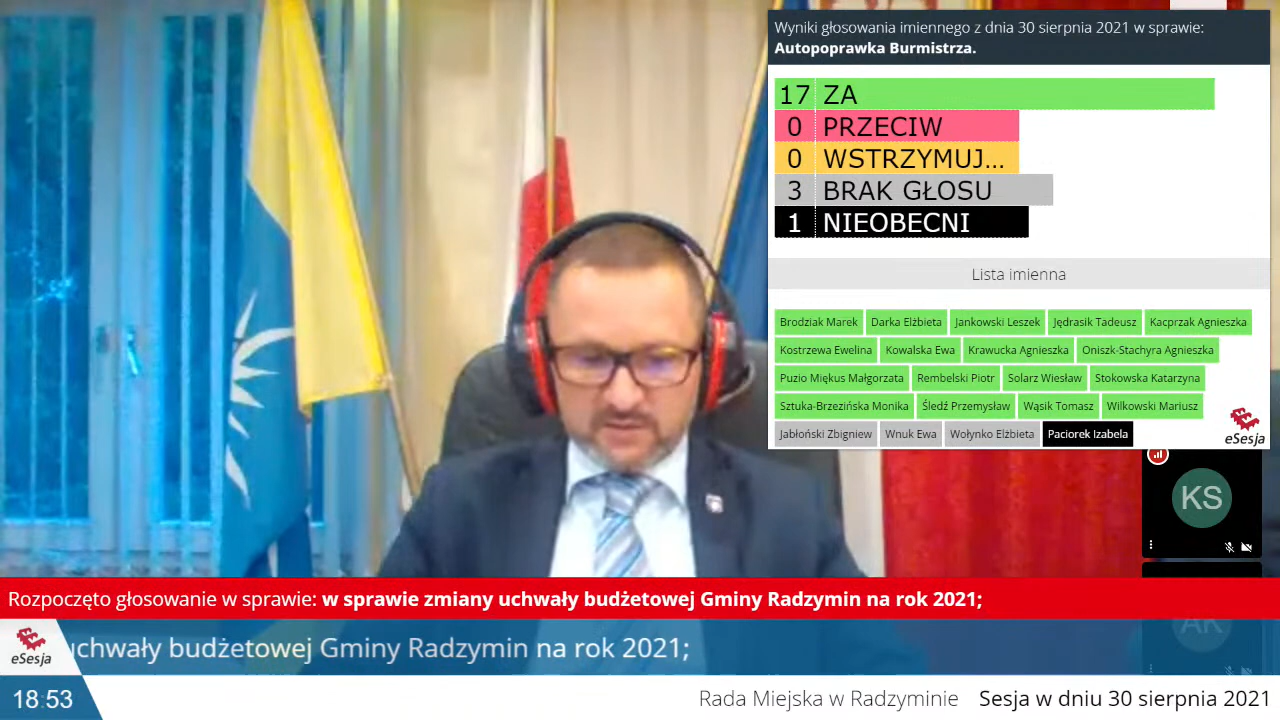 Wyniki głosowania imiennego z dnia 30 sierpnia 2021 w sprawie:
Autopoprawka Burmistrza.
17 ZA
0 PRZECIW
0 WSTRZYMUJ...
3 BRAK GŁOSU
1 NIEOBECNI
Lista imienna
Brodziak Marek Darka Elżbieta Jankowski Leszek Jędrasik Tadeusz Kacprzak Agnieszka
Kostrzewa Ewelina Kowalska Ewa Krawucka Agnieszka Oniszk-Stachyra Agnieszka
Puzio Miękus Małgorzata Rembelski Piotr Solarz Wiesław Stokowska Katarzyna
Sztuka-Brzezińska Monika Śledź Przemysław Wąsik Tomasz Wilkowski Mariusz
Jabłoński Zbigniew Wnuk Ewa Wołynko Elżbieta Paciorek Izabela
eSesja
KS
Rozpoczęto głosowanie w sprawie: w sprawie zmiany uchwały budżetowej Gminy Radzymin na rok 2021;
AK
eSesja
uchwały budżetowej Gminy Radzymin na rok 2021;
18:53
Rada Miejska w Radzyminie Sesja w dniu 30 sierpnia 2021